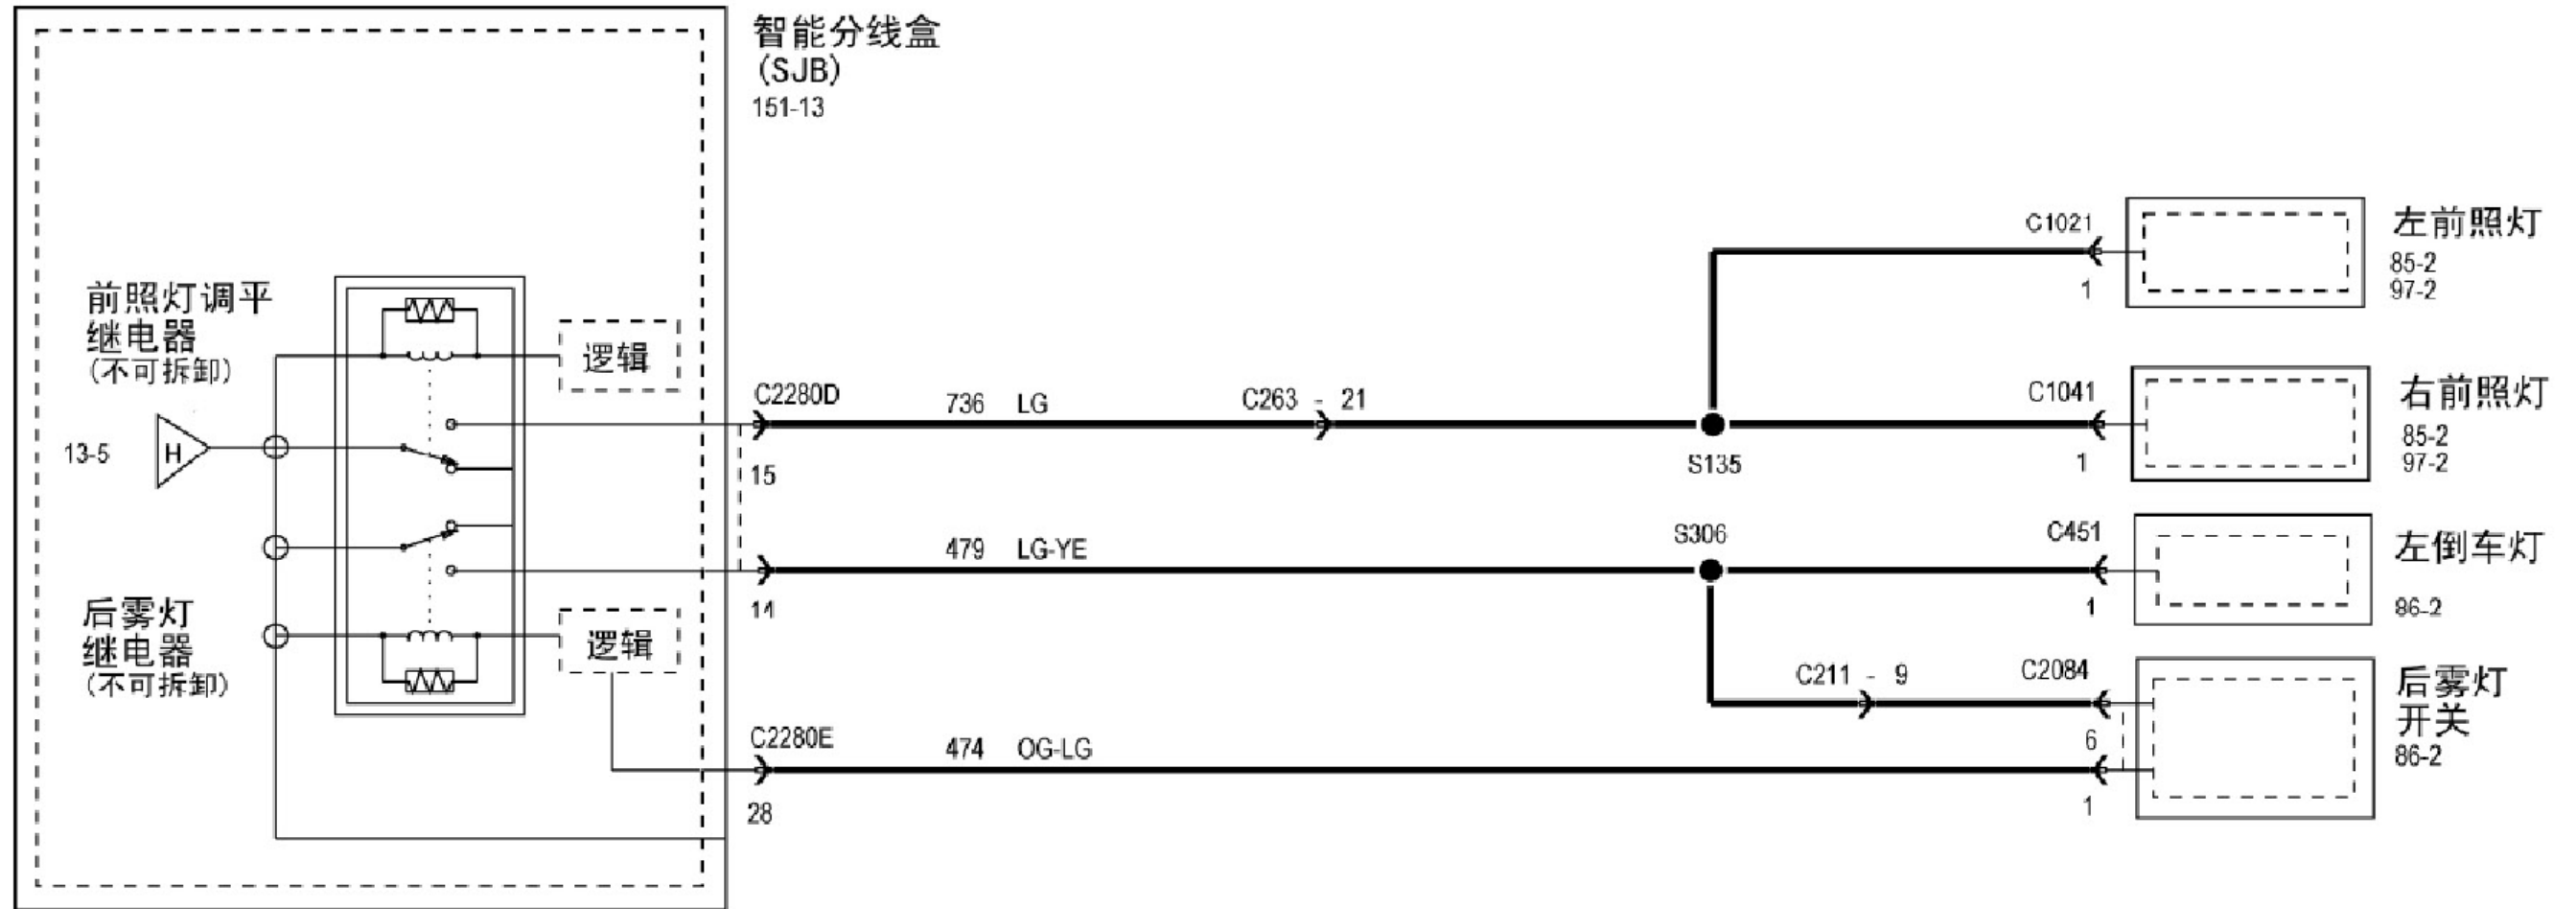 智能分线盒
(SJB)
151-13
前照灯调平
继电器
(不可拆卸)
逻辑
13-5
H
后雾灯
继电器
(不可拆卸)
逻辑
C2280D
736 LG
C263 - 21
15
S135
C1021
1
左前照灯
85-2
97-2
C1041
1
右前照灯
85-2
97-2
479 LG-YE
14
S306
C451
1
左倒车灯
86-2
C211 - 9
C2084
6
后雾灯
开关
86-2
C2280E
474 OG-LG
28
1